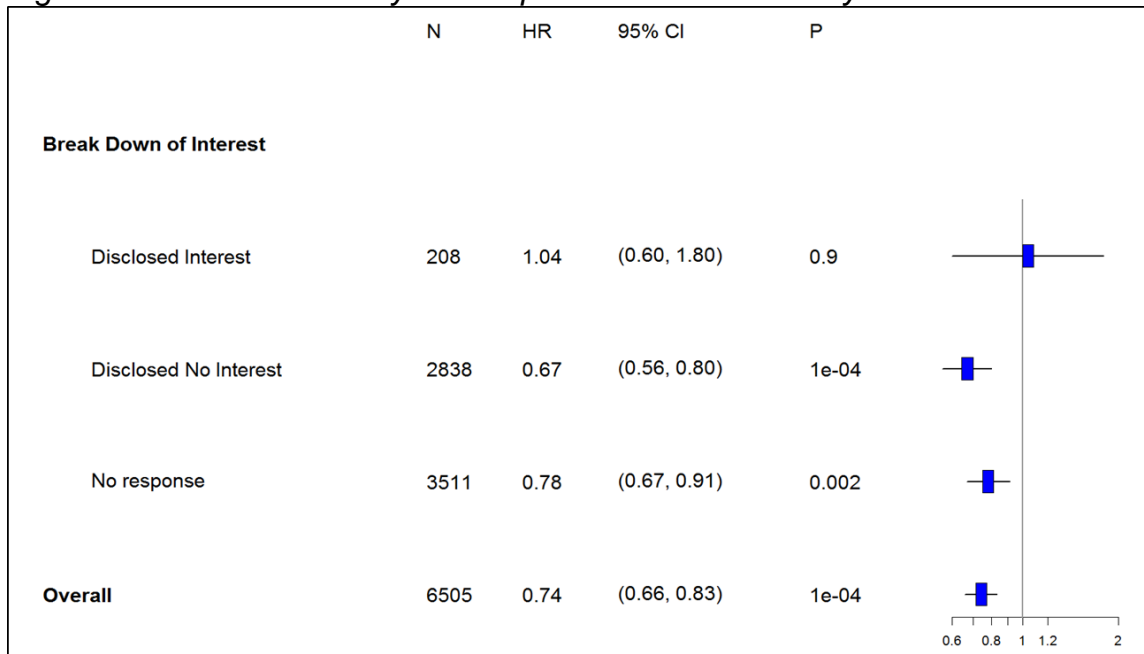 N HR 95% CI P
Break Down of Interest
Disclosed Interest 208 1.04 (0.60, 1.80) 0.9
Disclosed No Interest 2838 0.67 (0.56, 0.80) 1e-04
No response 3511 0.78 (0.67, 0.91) 0.002
Overall 6505 0.74 (0.66, 0.83) 1e-04
0.6 0.8 1 1.2 2